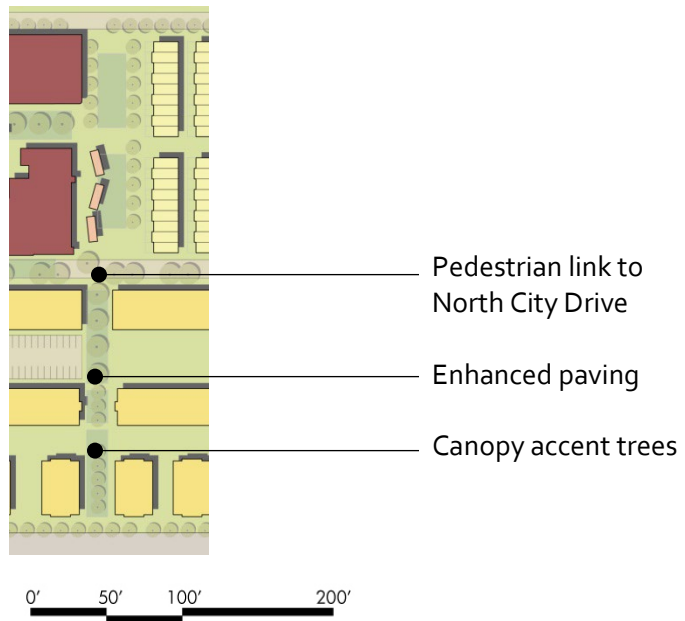 Pedestrian link to
North City Drive
Enhanced paving
Canopy accent trees
0' 50' 100' 200'